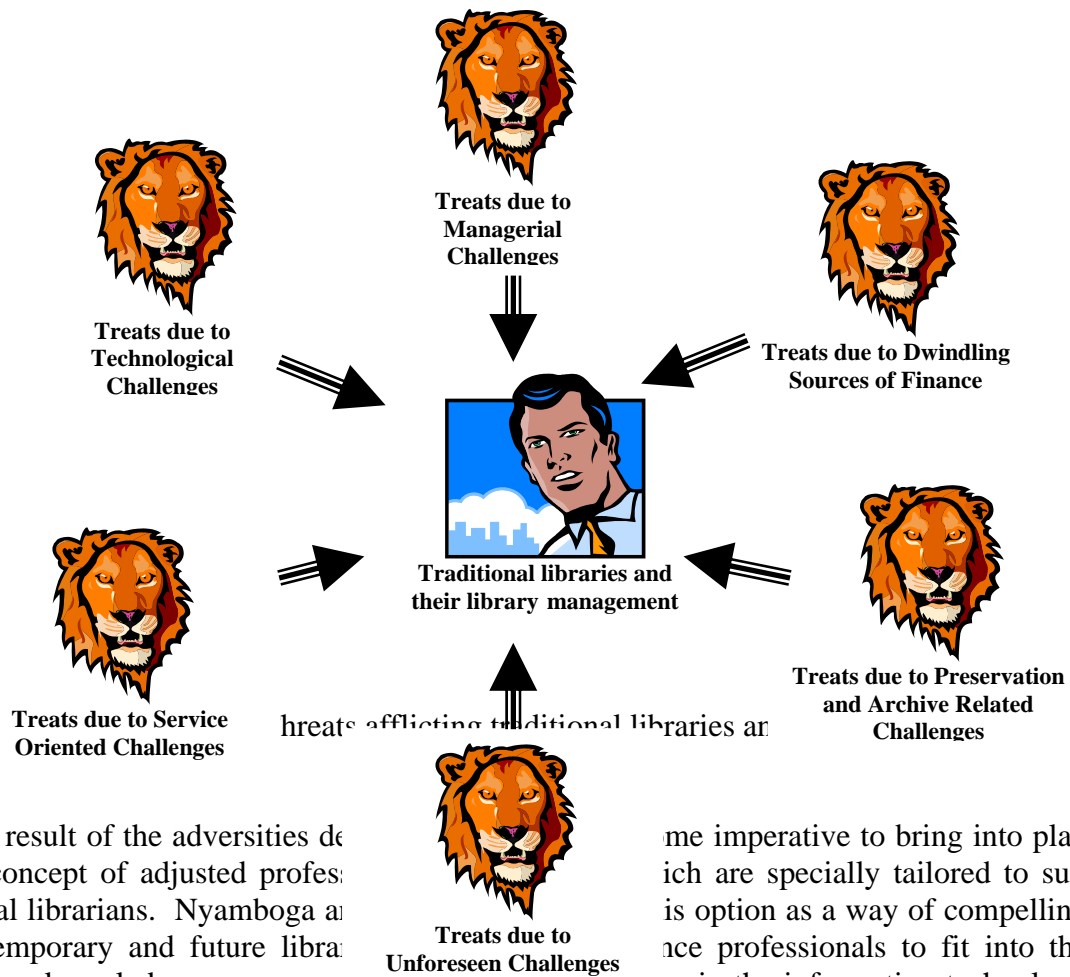 Treats due to
Managerial
Challenges
Treats due to
Technological
Challenges
Treats due to Dwindling
Sources of Finance
Traditional libraries and
their library management
Treats due to Preservation
and Archive Related
Challenges
Treats due to Service
Oriented Challenges
hreats afflicting traditional libraries an
result of the adversities de
me imperative to bring into pla
concept of adjusted profes
ich are specially tailored to su
al librarians. Nyamboga a
is option as a way of compellin
emporary and future librar
nce professionals to fit into th
Treats due to
Unforeseen Challenges